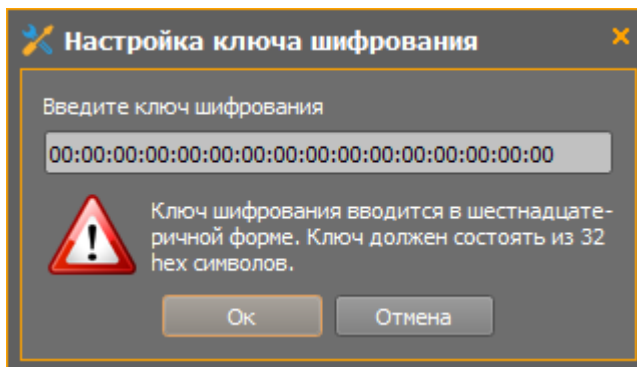 Настройка ключа шифрования
Введите ключ шифрования
00:00:00:00:00:00:00:00:00:00:00:00:00:00:00:00
Ключ шифрования вводится в шестнадцате-
ричной форме. Ключ должен состоять из 32
hex символов.
Ок Отмена